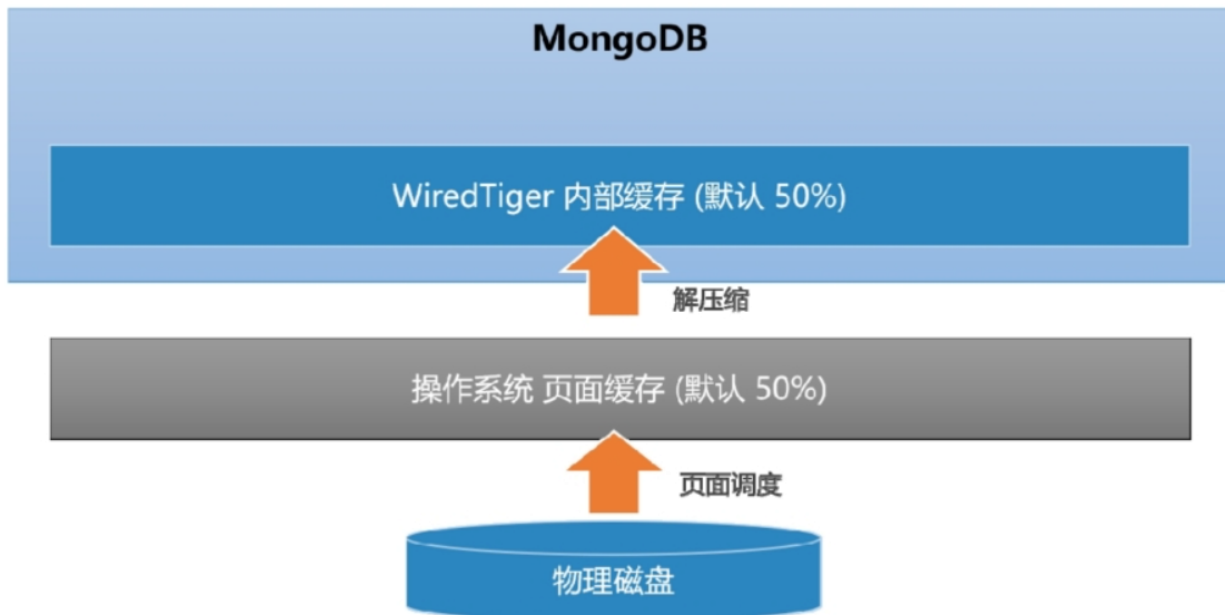 MongoDB
WiredTiger 内部缓存 (默认 50%)
解压缩
操作系统 页面缓存 (默认 50%)
页面调度
物理磁盘